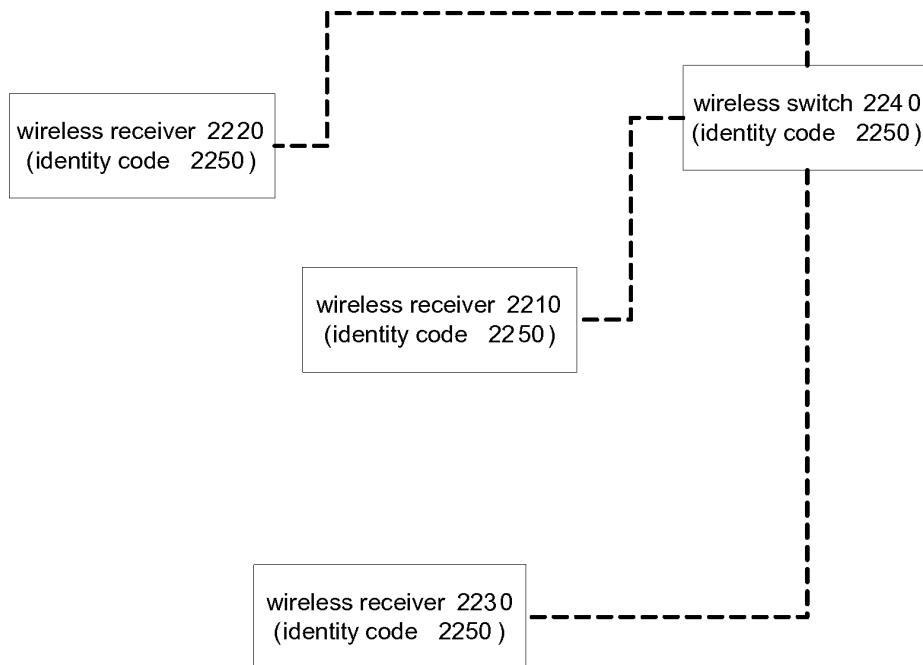 wireless switch 2240
(identity code 2250)
wireless receiver 2220
(identity code 2250)
wireless receiver 2210
(identity code 2250)
wireless receiver 2230
(identity code 2250)